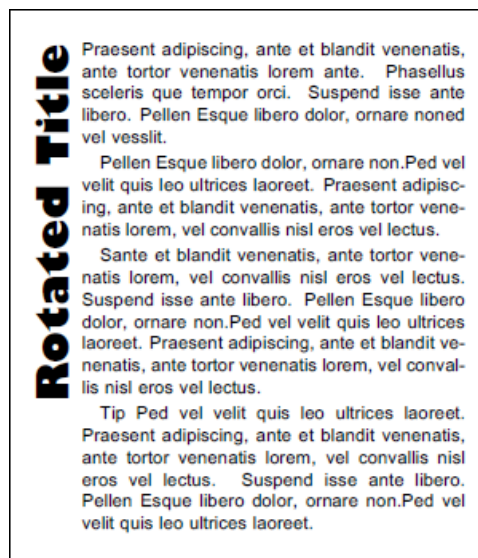 Rotated Title
Praesent adipiscing, ante et blandit venenatis,
ante tortor venenatis lorem ante. Phasellus
sceleris que tempor orci. Suspend isse ante
libero. Pellen Esque libero dolor, ornare noned
vel vesslit.
Pellen Esque libero dolor, ornare non.Ped vel
velit quis leo ultrices laoreet. Praesent adipisc-
ing, ante et blandit venenatis, ante tortor vene-
natis lorem, vel convallis nisl eros vel lectus.
Sante et blandit venenatis, ante tortor vene-
natis lorem, vel convallis nisl eros vel lectus.
Suspend isse ante libero. Pellen Esque libero
dolor, ornare non.Ped vel velit quis leo ultrices
laoreet. Praesent adipiscing, ante et blandit ve-
nenatis, ante tortor venenatis lorem, vel conval-
lis nisl eros vel lectus.
Tip Ped vel velit quis leo ultrices laoreet.
Praesent adipiscing, ante et blandit venenatis,
ante tortor venenatis lorem, vel convallis nisl
eros vel lectus. Suspend isse ante libero.
Pellen Esque libero dolor, ornare non.Ped vel
velit quis leo ultrices laoreet.